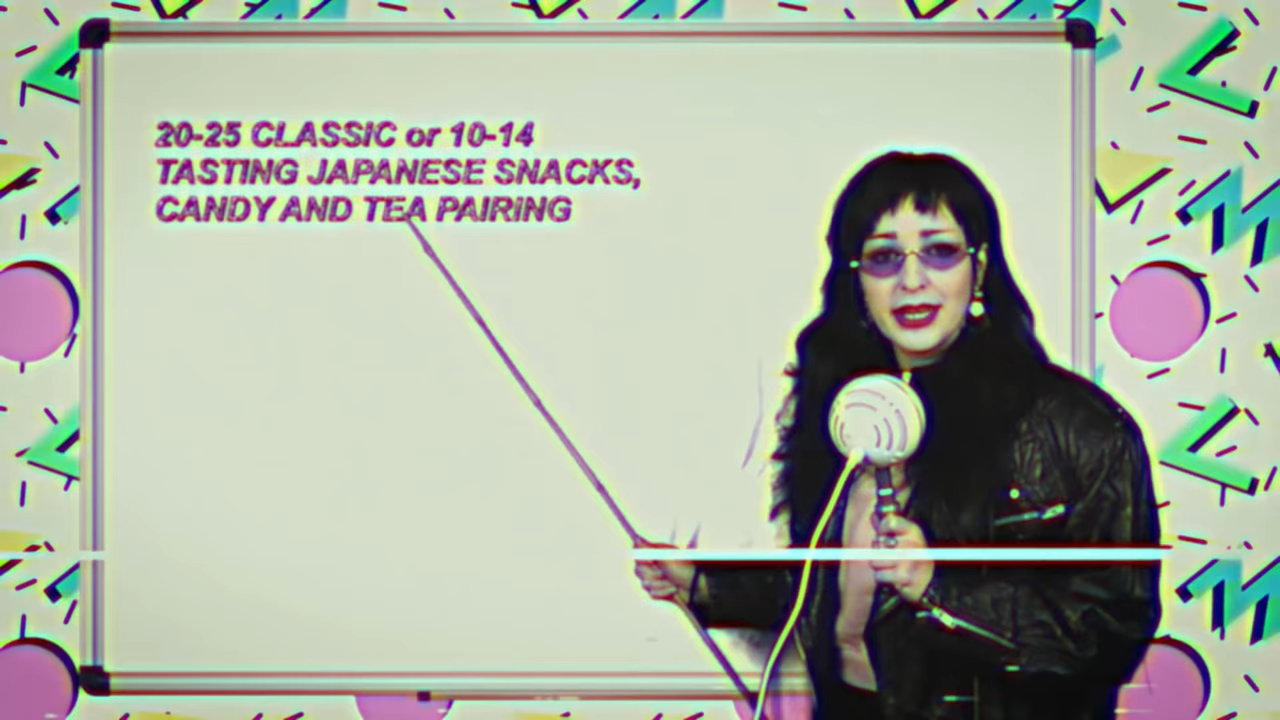 20-25 CLASSIC or 10-14
TASTING JAPANESE SNACKS,
CANDY AND TEA PAIRING